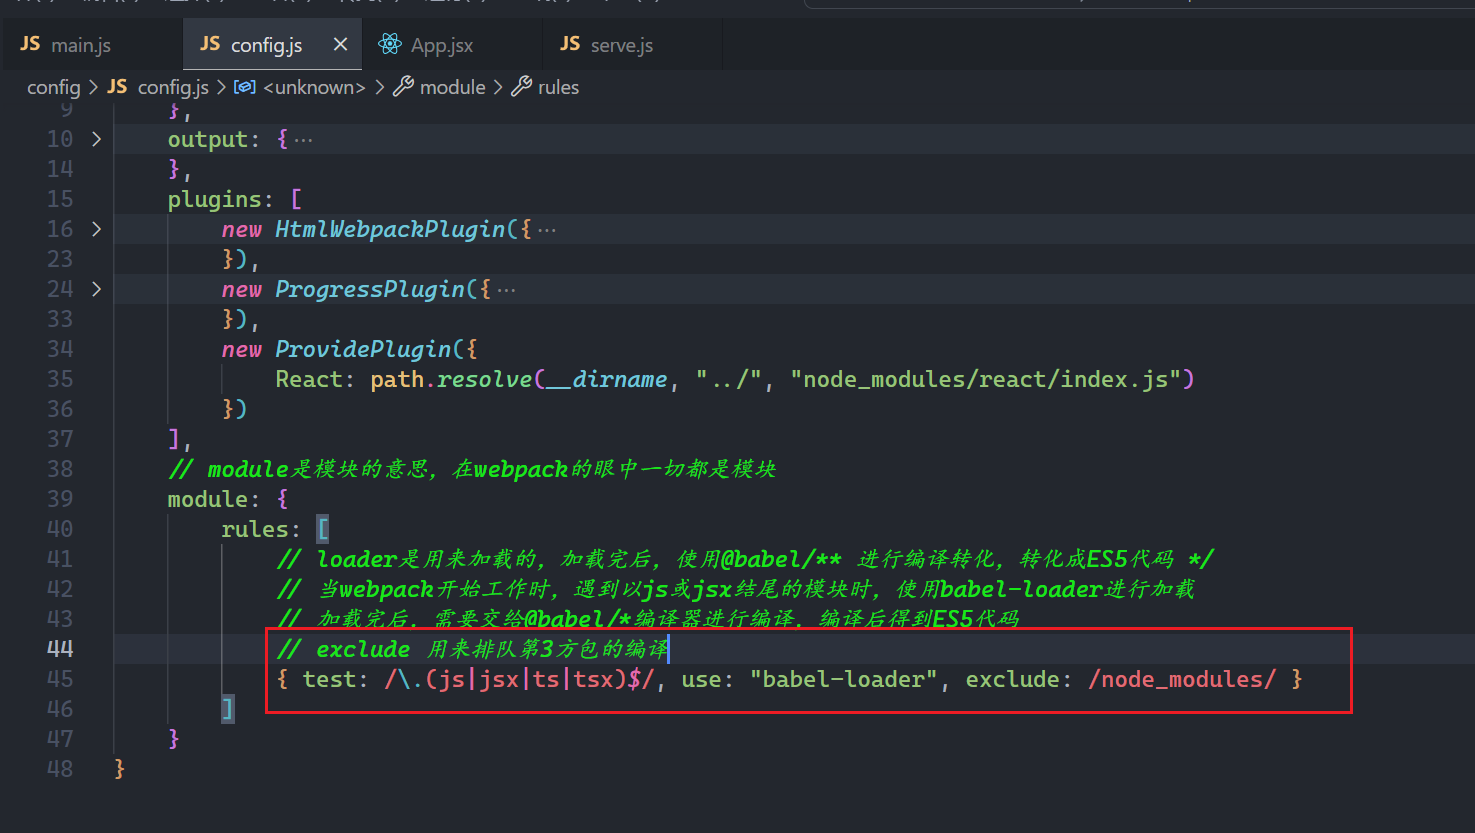 JS main.js JS config.js App.jsx JS serve.js
config > JS config.js > <unknown> > module > rules
9 },
10 output: {
14 },
15 plugins: [
16 new HtmlWebpackPlugin({
23 }),
24 new ProgressPlugin({
33 }),
34 new ProvidePlugin({
35 React: path.resolve(__dirname, "../", "node_modules/react/index.js")
36 })
37 ],
38 // module是模块的意思，在webpack的眼中一切都是模块
39 module: {
40 rules: [
41 // loader是用来加载的，加载完后，使用@babel/** 进行编译转化，转化成ES5代码 */
42 // 当webpack开始工作时，遇到以js或jsx结尾的模块时，使用babel-loader进行加载
43 // 加载完后，需要交给@babel/*编译器进行编译，编译后得到ES5代码
44 // exclude 用来排队第3方包的编译
45 { test: /\.(js|jsx|ts|tsx)$/, use: "babel-loader", exclude: /node_modules/ }
46 ]
47 }
48 }